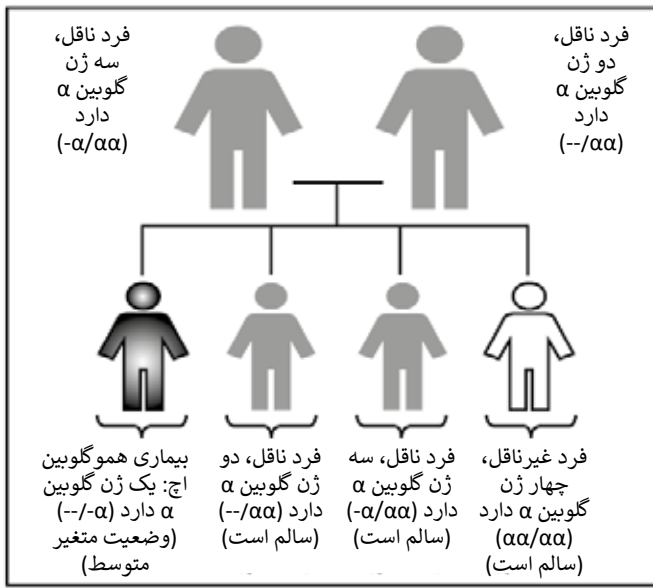 فرد ناقل،
دو ژن
گلوبین α
دارد
(--/αα)
فرد ناقل،
سه ژن
گلوبین α
دارد
(-α/αα)
فرد غیرناقل،
چهار ژن
گلوبین α دارد
(αα/αα)
(سالم است)
فرد ناقل، سه
ژن گلوبین α
دارد (-α/αα)
(سالم است)
فرد ناقل، دو
ژن گلوبین α
دارد (--/αα)
(سالم است)
بیماری هموگلوبین
اچ: یک ژن گلوبین
α دارد (--/-α)
(وضعیت متغیر
متوسط)